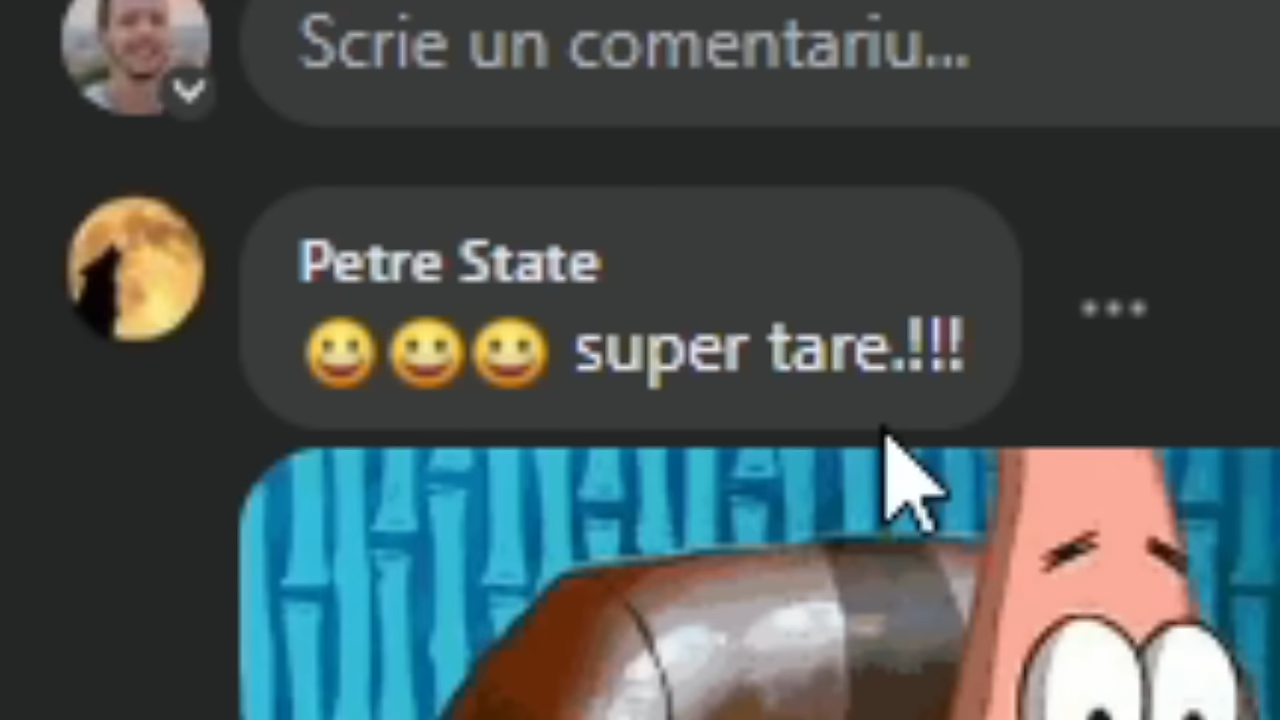 Scrie un comentariu...
Petre State
😀😀😀 super tare.!!!